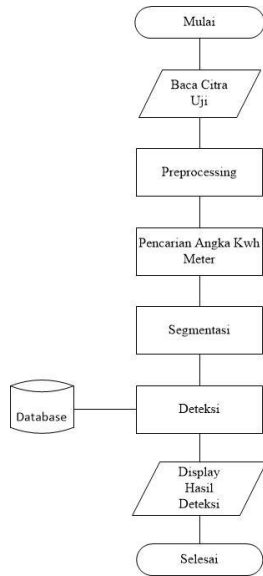 Mulai
Baca Citra
Uji
Preprocessing
Pencarian Angka Kwh
Meter
Segmentasi
Database
Deteksi
Display
Hasil
Deteksi
Selesai